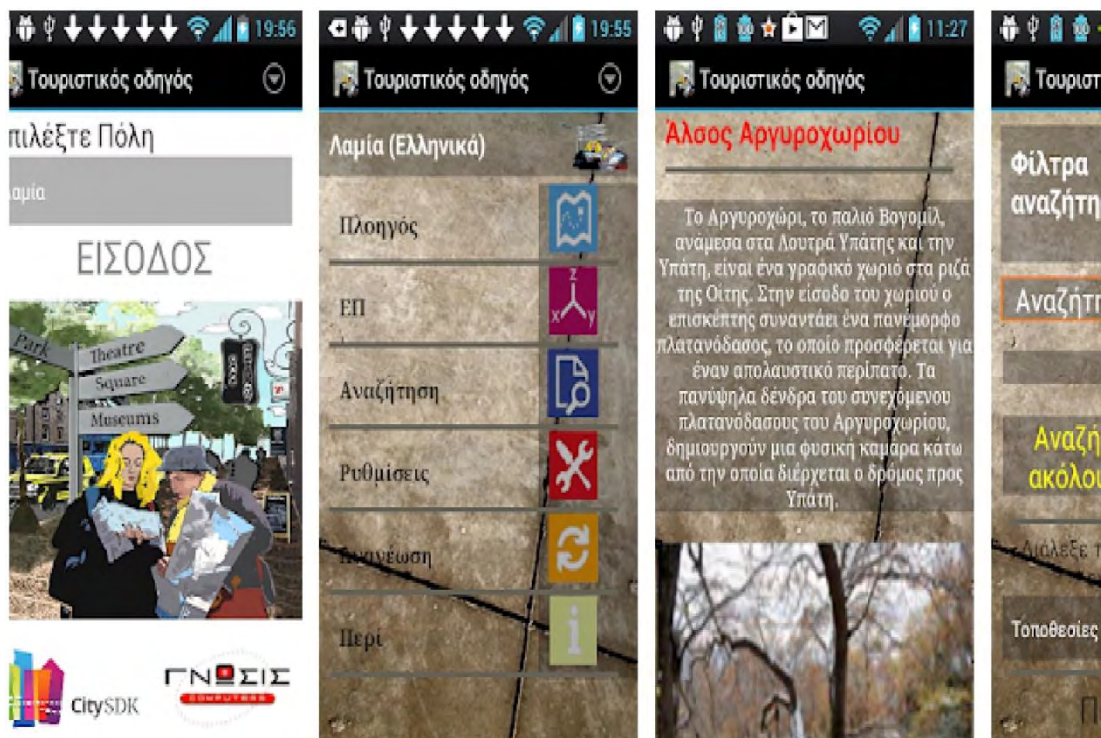 19:56
Τουριστικός οδηγός
πιλέξτε Πόλη
αμία
ΕΙΣΟΔΟΣ
Park
Theatre
Square
Museums
CitySDK
ΓΝΩΣΙΣ
COMPUTERS
19:55
Τουριστικός οδηγός
Λαμία (Ελληνικά)
Πλοηγός
ΕΠ
z
x y
Αναζήτηση
Ρυθμίσεις
Ανανέωση
Περί
i
11:27
Τουριστικός οδηγός
Άλσος Αργυροχωρίου
Το Αργυροχώρι, το παλιό Βογομίλ,
ανάμεσα στα Λουτρά Υπάτης και την
Υπάτη, είναι ένα γραφικό χωριό στα ριζά
της Οίτης. Στην είσοδο του χωριού ο
επισκέπτης συναντάει ένα πανέμορφο
πλατανόδασος, το οποίο προσφέρεται για
έναν απολαυστικό περίπατο. Τα
πανύψηλα δένδρα του συνεχόμενου
πλατανόδασους του Αργυροχωρίου,
δημιουργούν μια φυσική καμάρα κάτω
από την οποία διέρχεται ο δρόμος προς
Υπάτη.
Τουριστ
Φίλτρα
αναζήτη
Αναζήτη
Αναζή
ακόλου
Διάλεξε τ
Τοποθεσίες